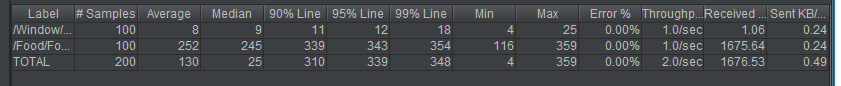 Label # Samples Average Median 90% Line 95% Line 99% Line Min Max Error % Throughp... Received ... Sent KB/...
/Window/... 100 8 9 11 12 18 4 25 0.00% 1.0/sec 1.06 0.24
/Food/Fo... 100 252 245 339 343 354 116 359 0.00% 1.0/sec 1675.64 0.24
TOTAL 200 130 25 310 339 348 4 359 0.00% 2.0/sec 1676.53 0.49